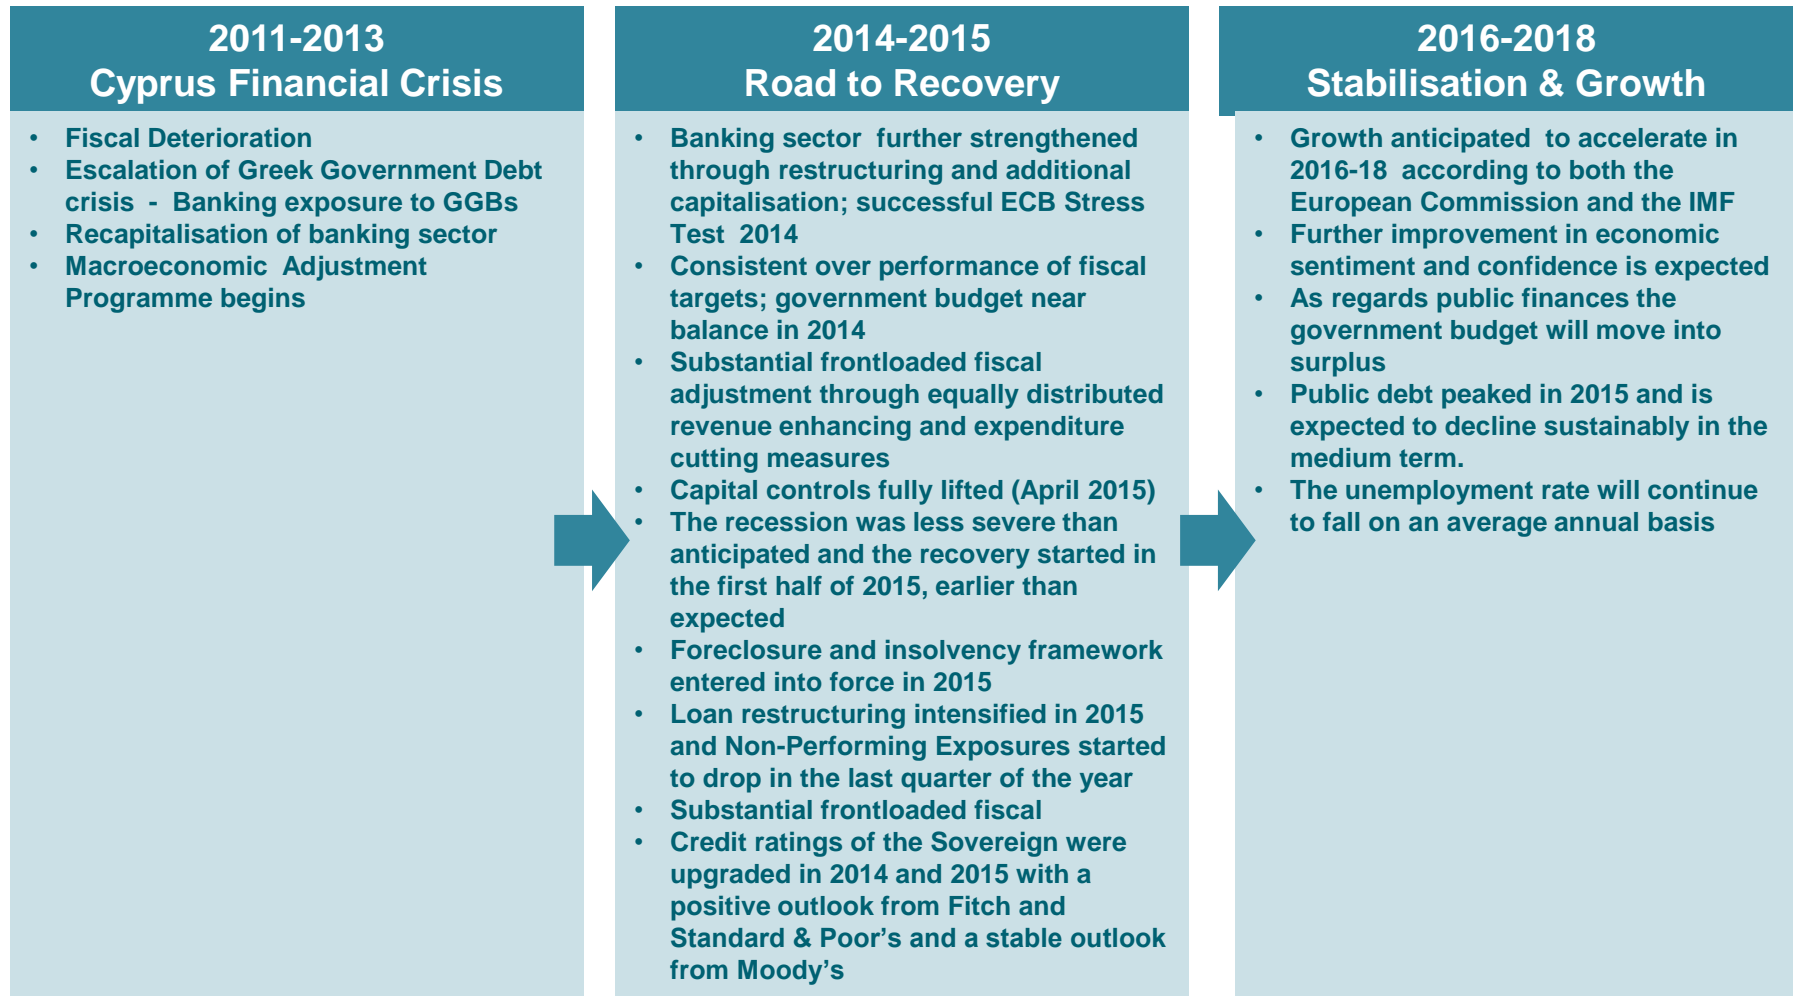 2011-2013
Cyprus Financial Crisis
• Fiscal Deterioration
• Escalation of Greek Government Debt
crisis - Banking exposure to GGBs
• Recapitalisation of banking sector
• Macroeconomic Adjustment
Programme begins
2014-2015
Road to Recovery
• Banking sector further strengthened
through restructuring and additional
capitalisation; successful ECB Stress
Test 2014
• Consistent over performance of fiscal
targets; government budget near
balance in 2014
• Substantial frontloaded fiscal
adjustment through equally distributed
revenue enhancing and expenditure
cutting measures
• Capital controls fully lifted (April 2015)
• The recession was less severe than
anticipated and the recovery started in
the first half of 2015, earlier than
expected
• Foreclosure and insolvency framework
entered into force in 2015
• Loan restructuring intensified in 2015
and Non-Performing Exposures started
to drop in the last quarter of the year
• Substantial frontloaded fiscal
• Credit ratings of the Sovereign were
upgraded in 2014 and 2015 with a
positive outlook from Fitch and
Standard & Poor’s and a stable outlook
from Moody’s
2016-2018
Stabilisation & Growth
• Growth anticipated to accelerate in
2016-18 according to both the
European Commission and the IMF
• Further improvement in economic
sentiment and confidence is expected
• As regards public finances the
government budget will move into
surplus
• Public debt peaked in 2015 and is
expected to decline sustainably in the
medium term.
• The unemployment rate will continue
to fall on an average annual basis